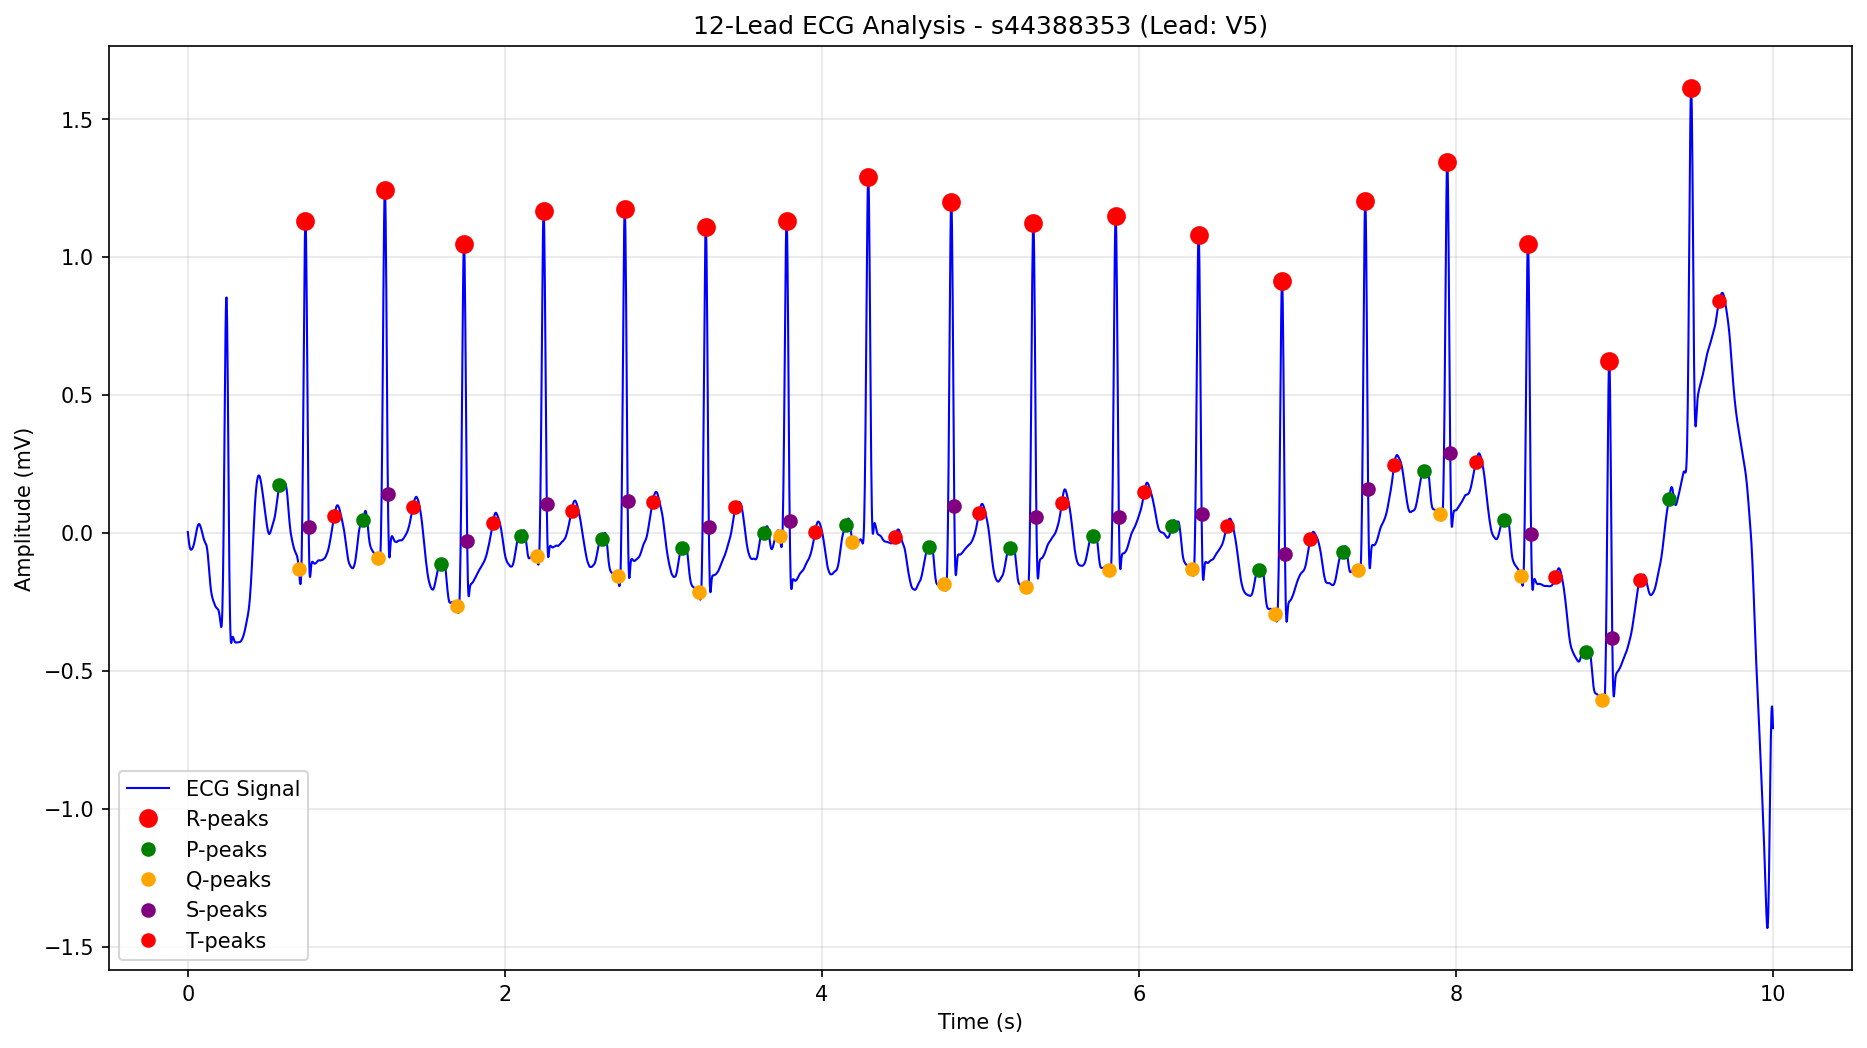 12-Lead ECG Analysis - s44388353 (Lead: V5)
Amplitude (mV)
1.5
1.0
0.5
0.0
−0.5
−1.0
−1.5
ECG Signal
R-peaks
P-peaks
Q-peaks
S-peaks
T-peaks
0
2
4
6
8
10
Time (s)